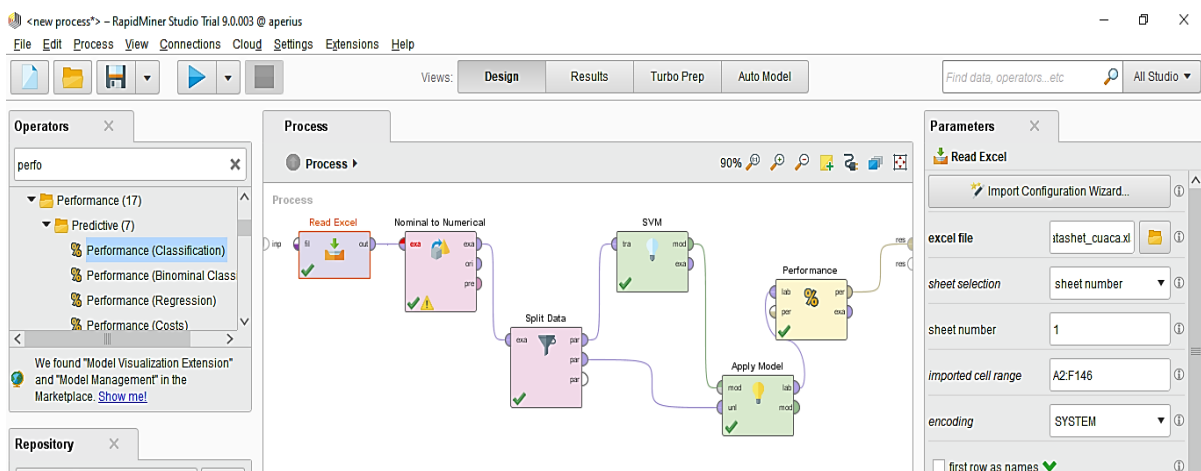 <new process*> – RapidMiner Studio Trial 9.0.003 @ aperius
File Edit Process View Connections Cloud Settings Extensions Help
Views: Design Results Turbo Prep Auto Model
Find data, operators...etc
All Studio
Operators
perfo
Performance (17)
Predictive (7)
Performance (Classification)
Performance (Binominal Class
Performance (Regression)
Performance (Costs)
We found "Model Visualization Extension"
and "Model Management" in the
Marketplace. Show me!
Repository
Process
Process
90%
Process
Read Excel
inp
fil
out
Nominal to Numerical
exa
exa
ori
pre
Split Data
exa
par
par
par
SVM
tra
mod
exa
Apply Model
mod
lab
unl
mod
Performance
lab
per
per
exa
res
res
Parameters
Read Excel
Import Configuration Wizard...
excel file
atashet_cuaca.xl
sheet selection
sheet number
sheet number
1
imported cell range
A2:F146
encoding
SYSTEM
first row as names